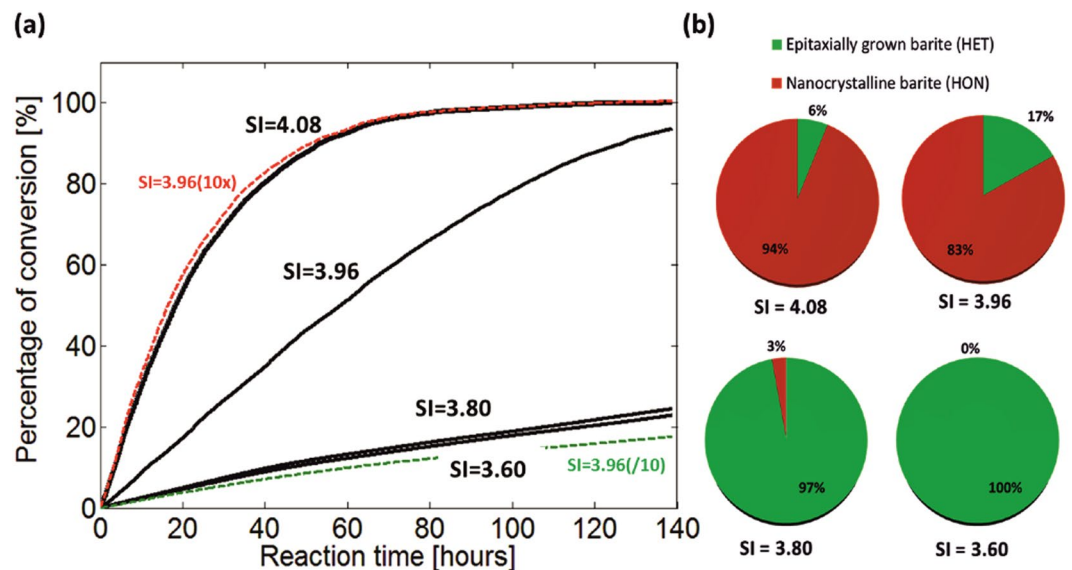 (a)
Percentage of conversion [%]
100
80
60
40
20
0
SI=4.08
SI=3.96(10x)
SI=3.96
SI=3.80
SI=3.60
SI=3.96(/10)
0 20 40 60 80 100 120 140
Reaction time [hours]
(b)
Epitaxially grown barite (HET)
Nanocrystalline barite (HON)
6%
94%
SI = 4.08
17%
83%
SI = 3.96
3%
97%
SI = 3.80
0%
100%
SI = 3.60